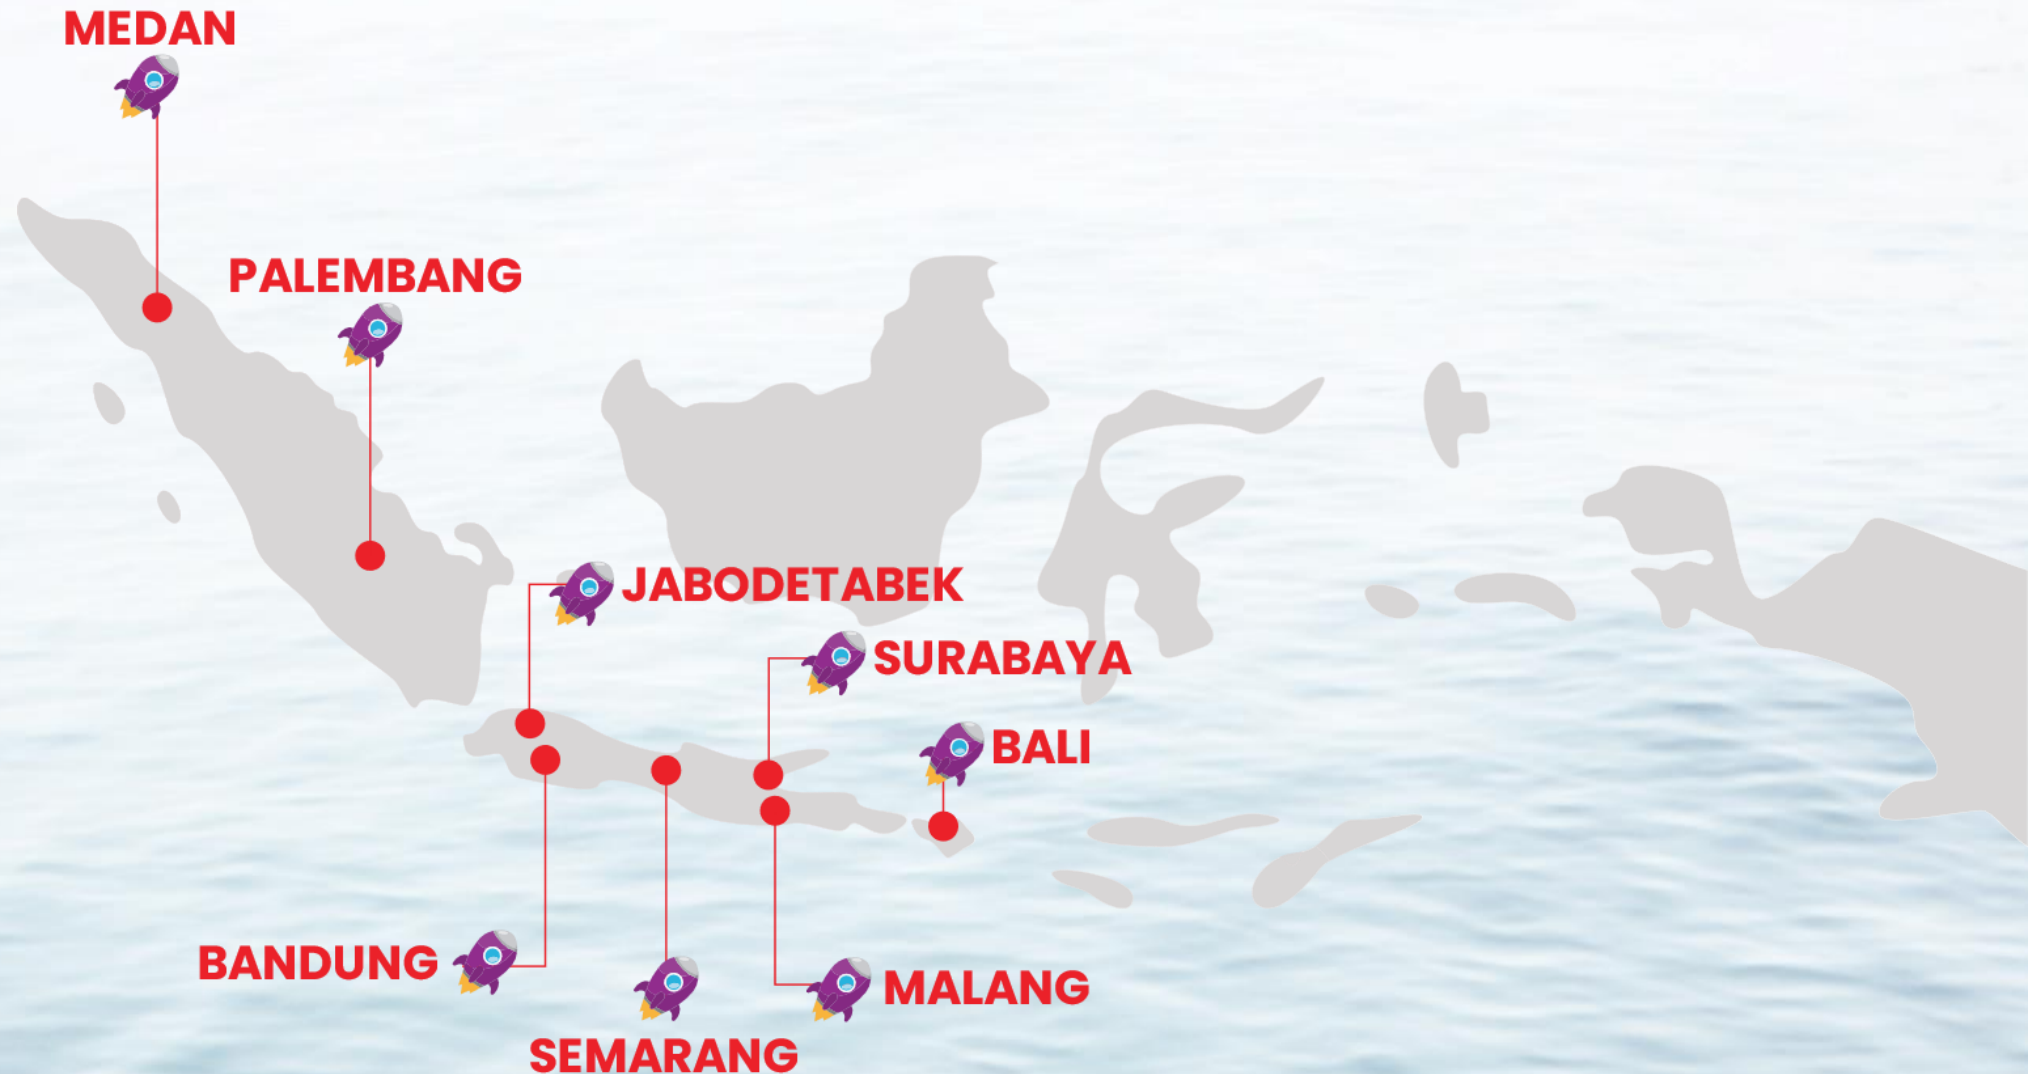 MEDAN
PALEMBANG
JABODETABEK
SURABAYA
BALI
BANDUNG
MALANG
SEMARANG